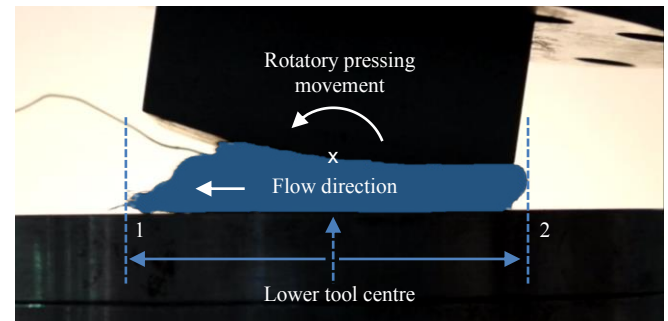 Rotatory pressing
movement
x
Flow direction
1
2
Lower tool centre